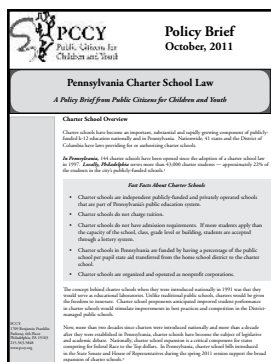 PCCY
Public Citizens for
Children and Youth
Policy Brief
October, 2011
Pennsylvania Charter School Law
A Policy Brief from Public Citizens for Children and Youth
Charter School Overview
Charter schools have become an important, substantial and rapidly growing component of publicly-
funded k-12 education nationally and in Pennsylvania. Nationwide, 41 states and the District of
Columbia have laws providing for or authorizing charter schools.
In Pennsylvania, 144 charter schools have been opened since the adoption of a charter school law
in 1997. Locally, Philadelphia serves more than 43,000 charter students — approximately 22% of
the students in the city's publicly-funded schools.
Fast Facts About Charter Schools
• Charter schools are independent publicly-funded and privately operated schools
that are part of Pennsylvania's public education system.
• Charter schools do not charge tuition.
• Charter schools do not have admission requirements. If more students apply than
the capacity of the school, class, grade level or building, students are accepted
through a lottery system.
• Charter schools in Pennsylvania are funded by having a percentage of the public
school per pupil state aid transferred from the home school district to the charter
school.
• Charter schools are organized and operated as nonprofit corporations.
The concept behind charter schools when they were introduced nationally in 1991 was that they
would serve as educational laboratories. Unlike traditional public schools, charters would be given
the freedom to innovate. Charter school proponents anticipated improved student performance
in charter schools would stimulate improvements in best practices and competition in the District-
managed public schools.
Now, more than two decades since charters were introduced nationally and more than a decade
after they were established in Pennsylvania, charter schools have become the subject of legislative
and academic debate. Nationally, charter school expansion is a critical component for states
competing for federal Race to the Top dollars. In Pennsylvania, charter school bills introduced
in the State Senate and House of Representatives during the spring 2011 session support the broad
expansion of charter schools.
PCCY
1709 Benjamin Franklin
Parkway, 6th Floor
Philadelphia, PA 19103
215-563-5848
www.pccy.org